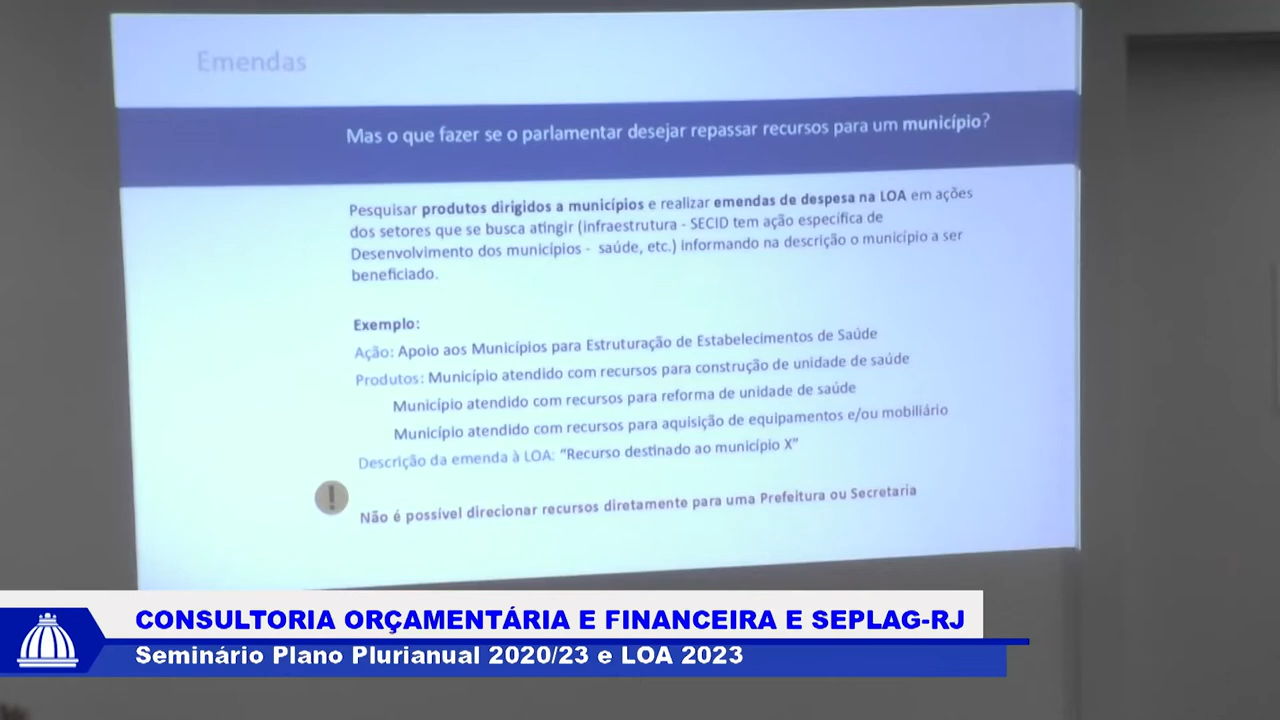 Emendas
Mas o que fazer se o parlamentar desejar repassar recursos para um município?
Pesquisar produtos dirigidos a municípios e realizar emendas de despesa na LOA em ações
dos setores que se busca atingir (infraestrutura - SECID tem ação específica de
Desenvolvimento dos municípios - saúde, etc.) informando na descrição o município a ser
beneficiado.
Exemplo:
Ação: Apoio aos Municípios para Estruturação de Estabelecimentos de Saúde
Produtos: Município atendido com recursos para construção de unidade de saúde
Município atendido com recursos para reforma de unidade de saúde
Município atendido com recursos para aquisição de equipamentos e/ou mobiliário
Descrição da emenda à LOA: “Recurso destinado ao município X”
!
Não é possível direcionar recursos diretamente para uma Prefeitura ou Secretaria
CONSULTORIA ORÇAMENTÁRIA E FINANCEIRA E SEPLAG-RJ
Seminário Plano Plurianual 2020/23 e LOA 2023